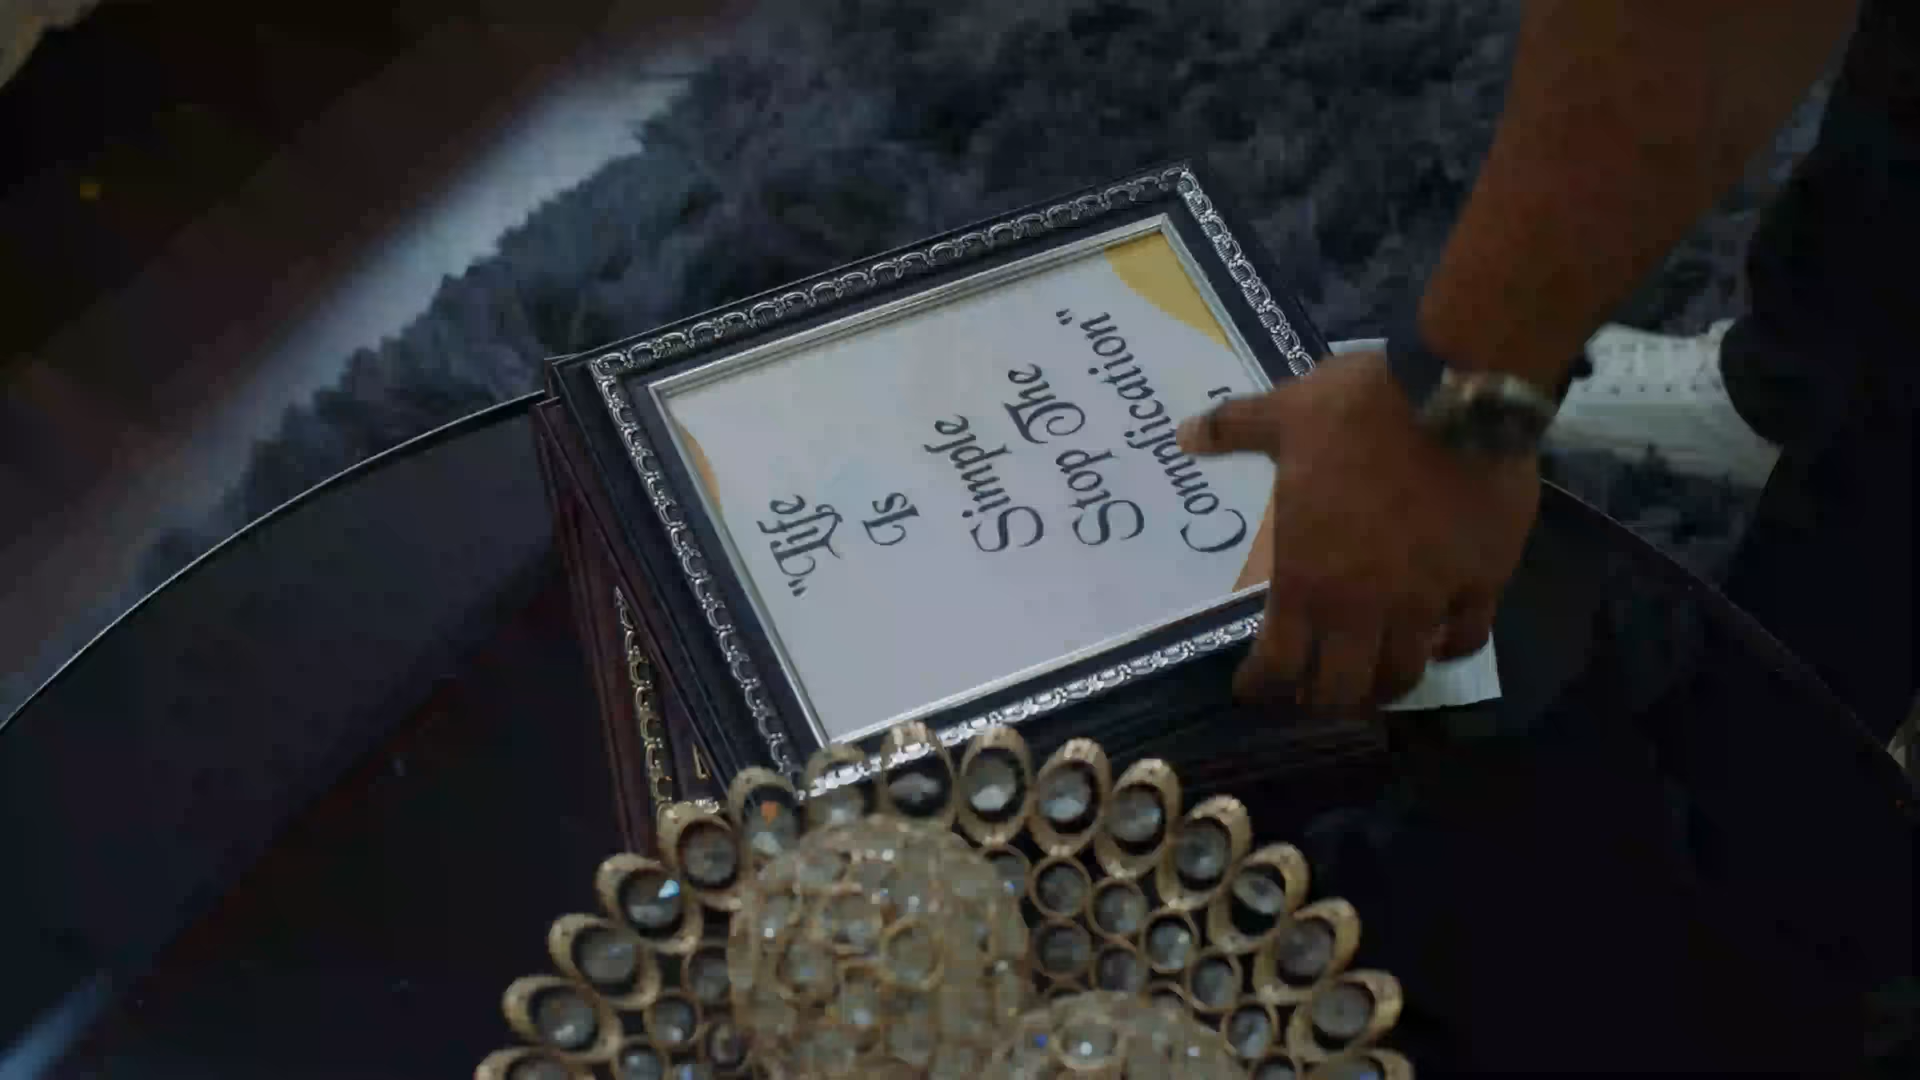 "Life
Is
Simple
Stop The
Complication"